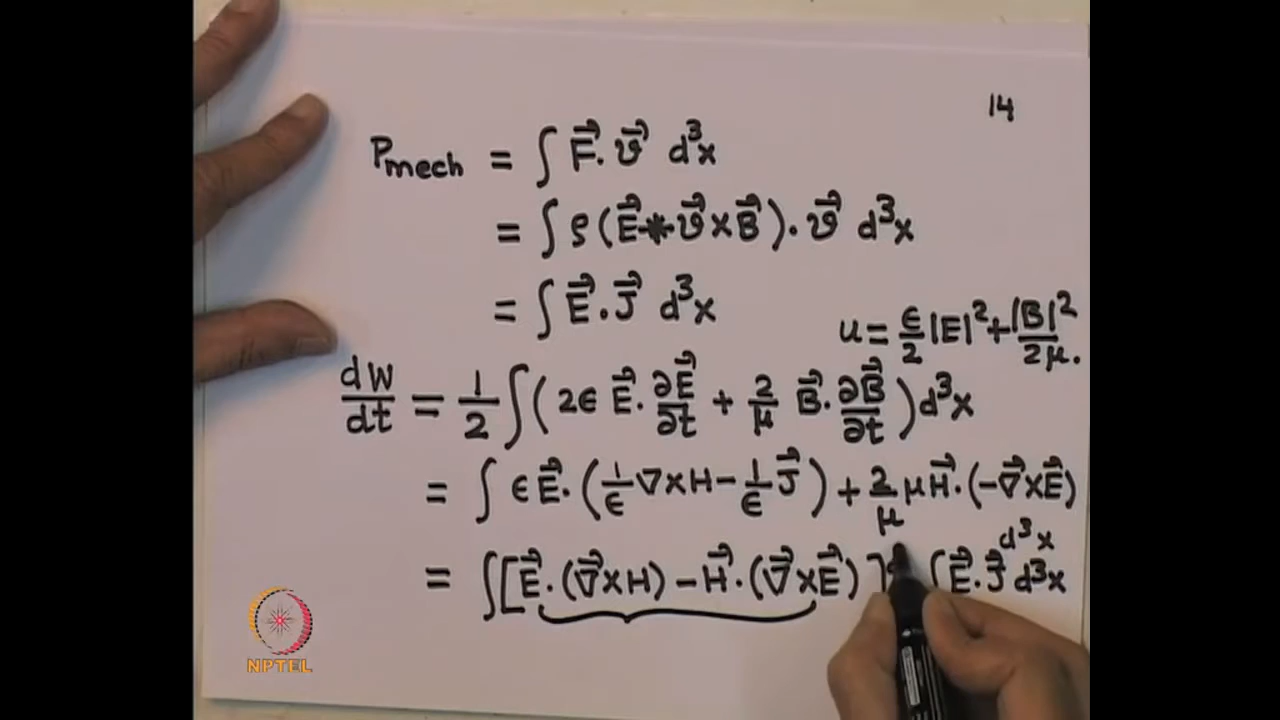 14
P_mech = ∫ F⃗ · v⃗ d³x
= ∫ ρ (E⃗ + v⃗ × B⃗) · v⃗ d³x
= ∫ E⃗ · J⃗ d³x
u = ϵ/2 |E|² + |B|²/2μ.
dW/dt = 1/2 ∫ (2ϵ E⃗ · ∂E⃗/∂t + 2/μ B⃗ · ∂B⃗/∂t) d³x
= ∫ ϵ E⃗ · (1/ϵ ∇×H − 1/ϵ J⃗) + 2/μ μ H⃗ · (−∇⃗×E⃗)
d³x
= ∫ [E⃗ · (∇⃗×H) − H⃗ · (∇⃗×E⃗)] ∫ E⃗ · J⃗ d³x
NPTEL